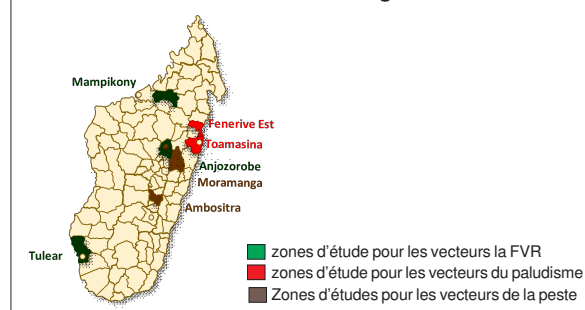 Mampikony
Fenerive Est
Toamasina
Anjozorobe
Moramanga
Ambositra
Tulear
zones d'étude pour les vecteurs la FVR
zones d'étude pour les vecteurs du paludisme
Zones d'études pour les vecteurs de la peste